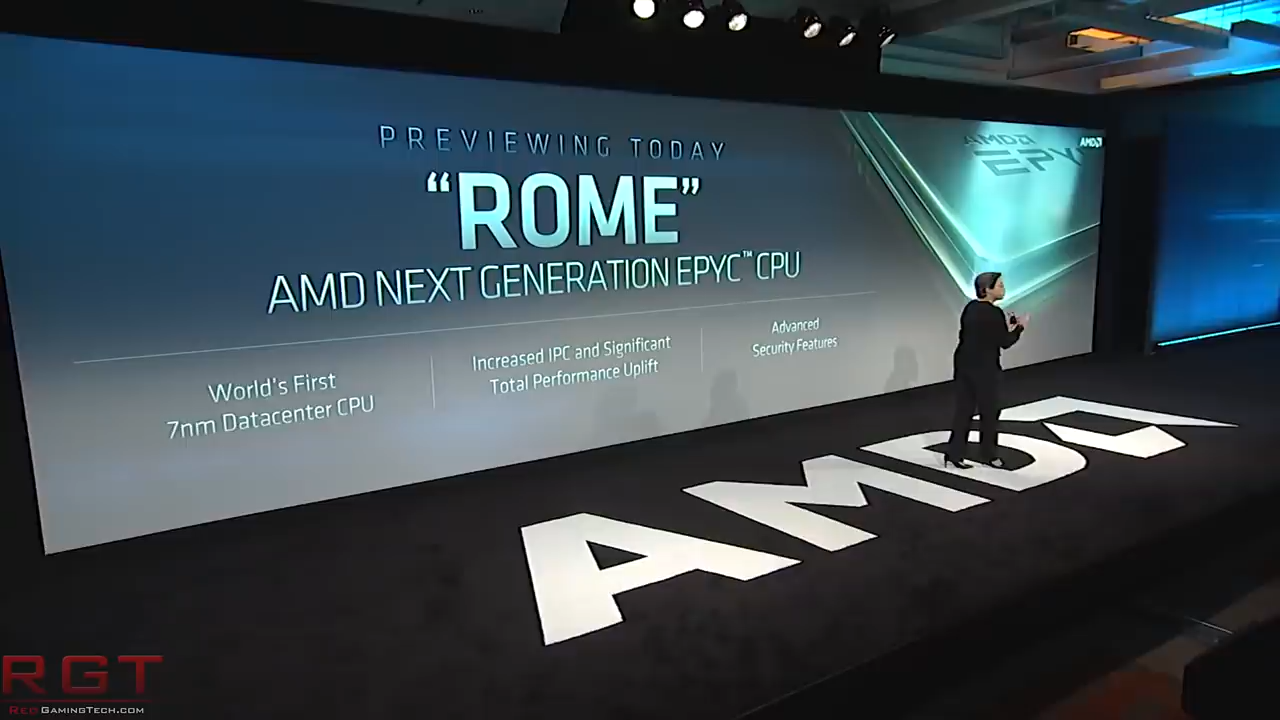 PREVIEWING TODAY
"ROME"
AMD NEXT GENERATION EPYC™ CPU
World's First
7nm Datacenter CPU
Increased IPC and Significant
Total Performance Uplift
Advanced
Security Features
AMD
EPYC
AMD
AMD
RGT
REDGAMINGTECH.COM